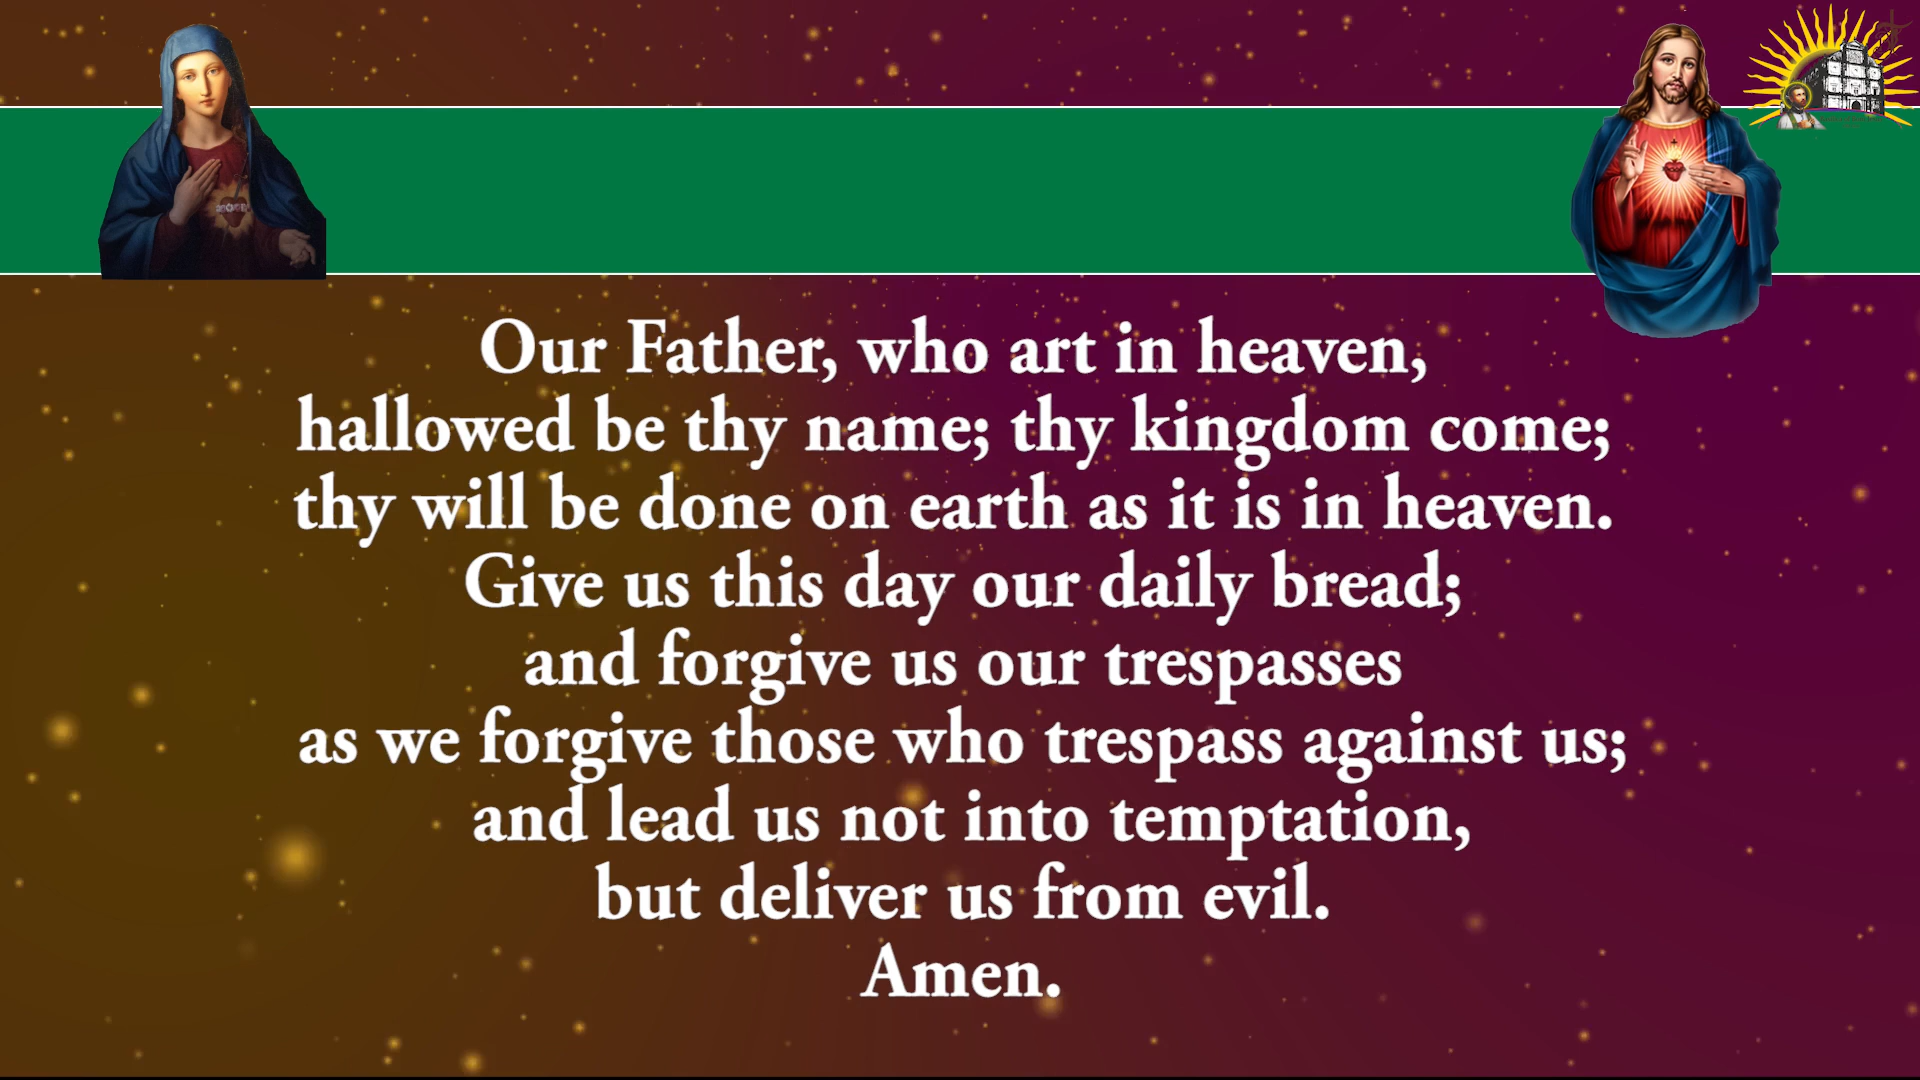 Our Father, who art in heaven,
hallowed be thy name; thy kingdom come;
thy will be done on earth as it is in heaven.
Give us this day our daily bread;
and forgive us our trespasses
as we forgive those who trespass against us;
and lead us not into temptation,
but deliver us from evil.
Amen.